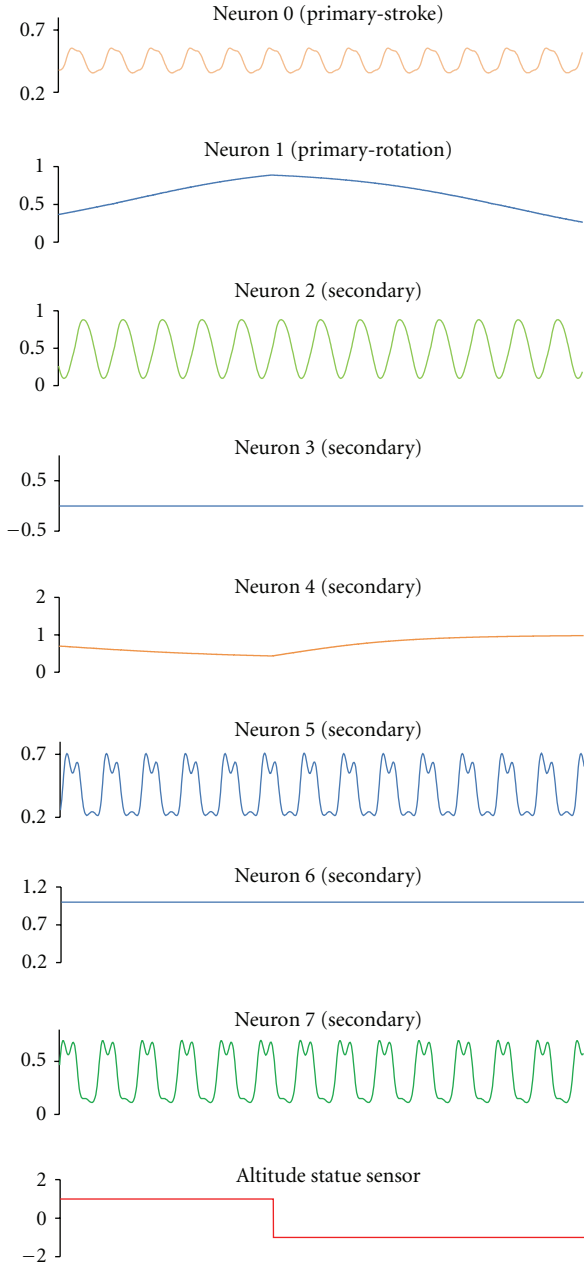 Neuron 0 (primary-stroke)
0.7
0.2
Neuron 1 (primary-rotation)
1
0.5
0
Neuron 2 (secondary)
1
0.5
0
Neuron 3 (secondary)
0.5
−0.5
Neuron 4 (secondary)
2
1
0
Neuron 5 (secondary)
0.7
0.2
Neuron 6 (secondary)
1.2
0.7
0.2
Neuron 7 (secondary)
0.5
0
Altitude statue sensor
2
0
−2